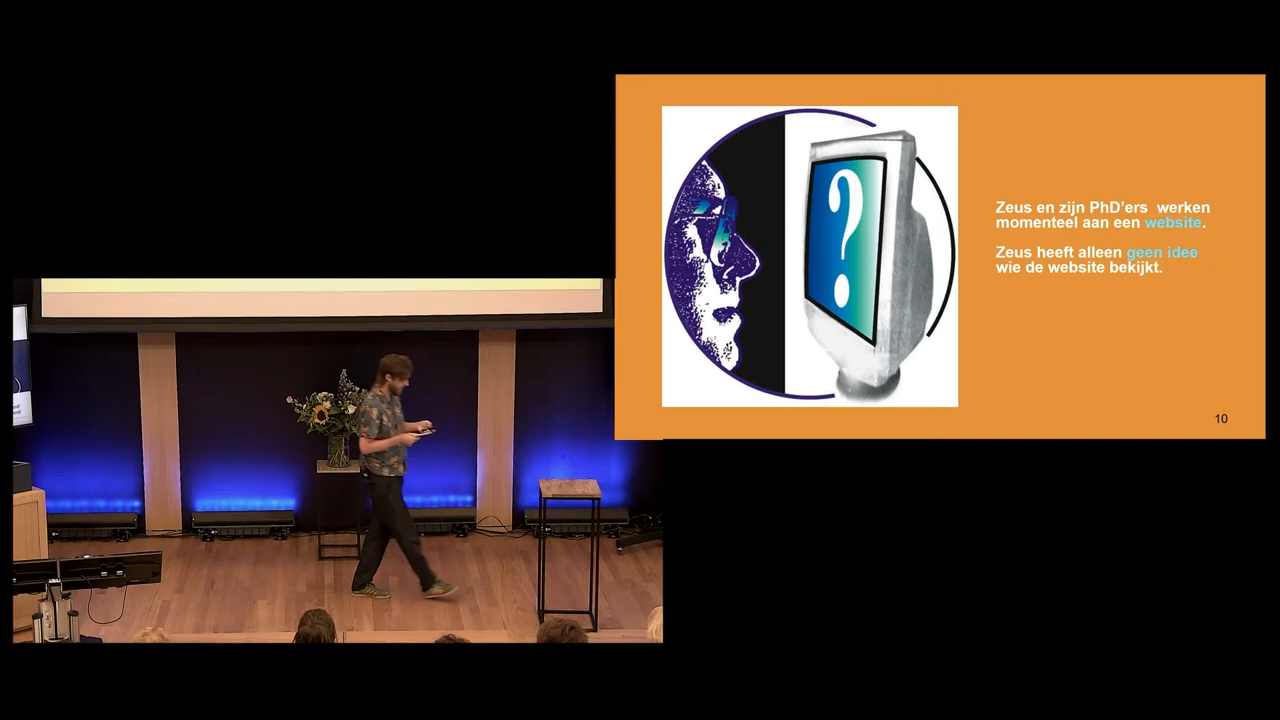 Zeus en zijn PhD'ers  werken
momenteel aan een website.
Zeus heeft alleen geen idee
wie de website bekijkt.
?
10